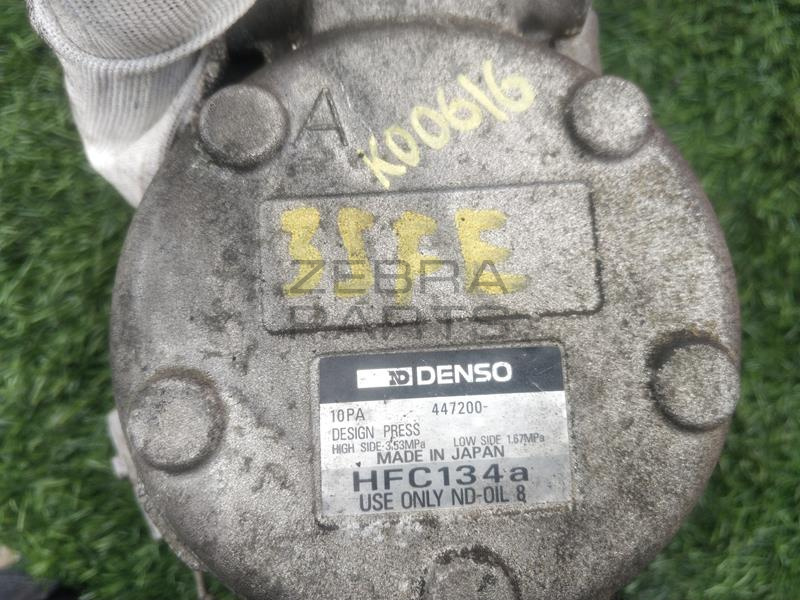 A
K00616
3SFE
ZEBRA
PARTS
ND DENSO
10PA 447200-
DESIGN PRESS
HIGH SIDE-3.53MPa LOW SIDE 1.67MPa
MADE IN JAPAN
HFC134a
USE ONLY ND-OIL 8